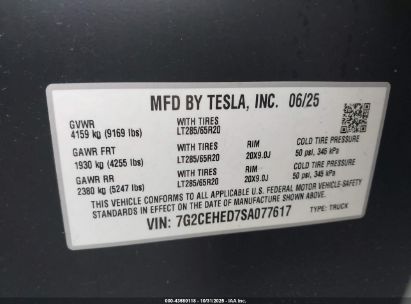 MFD BY TESLA, INC. 06/25
GVWR WITH TIRES
4159 kg (9169 lbs) LT285/65R20
GAWR FRT WITH TIRES RIM COLD TIRE PRESSURE
1930 kg (4255 lbs) LT285/65R20 20X9.0J 50 psi, 345 kPa
GAWR RR WITH TIRES RIM COLD TIRE PRESSURE
2380 kg (5247 lbs) LT285/65R20 20X9.0J 50 psi, 345 kPa
THIS VEHICLE CONFORMS TO ALL APPLICABLE U.S. FEDERAL MOTOR VEHICLE-SAFETY
STANDARDS IN EFFECT ON THE DATE OF MANUFACTURE SHOWN ABOVE.
VIN: 7G2CEHED7SA077617 TYPE: TRUCK